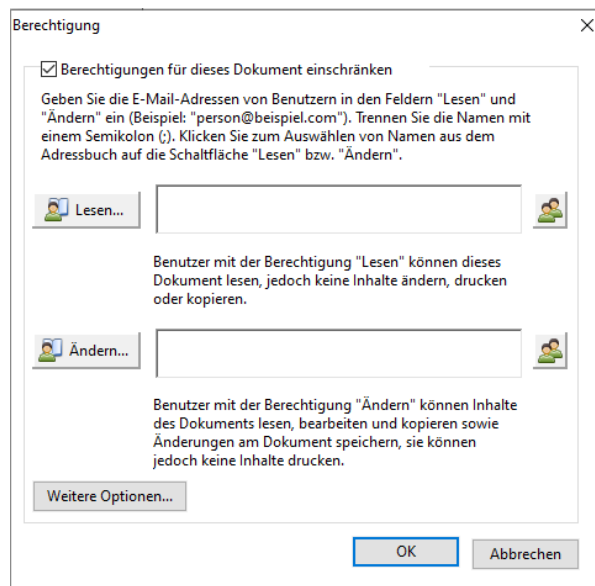 Berechtigung
Berechtigungen für dieses Dokument einschränken
Geben Sie die E-Mail-Adressen von Benutzern in den Feldern "Lesen" und
"Ändern" ein (Beispiel: "person@beispiel.com"). Trennen Sie die Namen mit
einem Semikolon (;). Klicken Sie zum Auswählen von Namen aus dem
Adressbuch auf die Schaltfläche "Lesen" bzw. "Ändern".
Lesen...
Benutzer mit der Berechtigung "Lesen" können dieses
Dokument lesen, jedoch keine Inhalte ändern, drucken
oder kopieren.
Ändern...
Benutzer mit der Berechtigung "Ändern" können Inhalte
des Dokuments lesen, bearbeiten und kopieren sowie
Änderungen am Dokument speichern, sie können
jedoch keine Inhalte drucken.
Weitere Optionen...
OK
Abbrechen